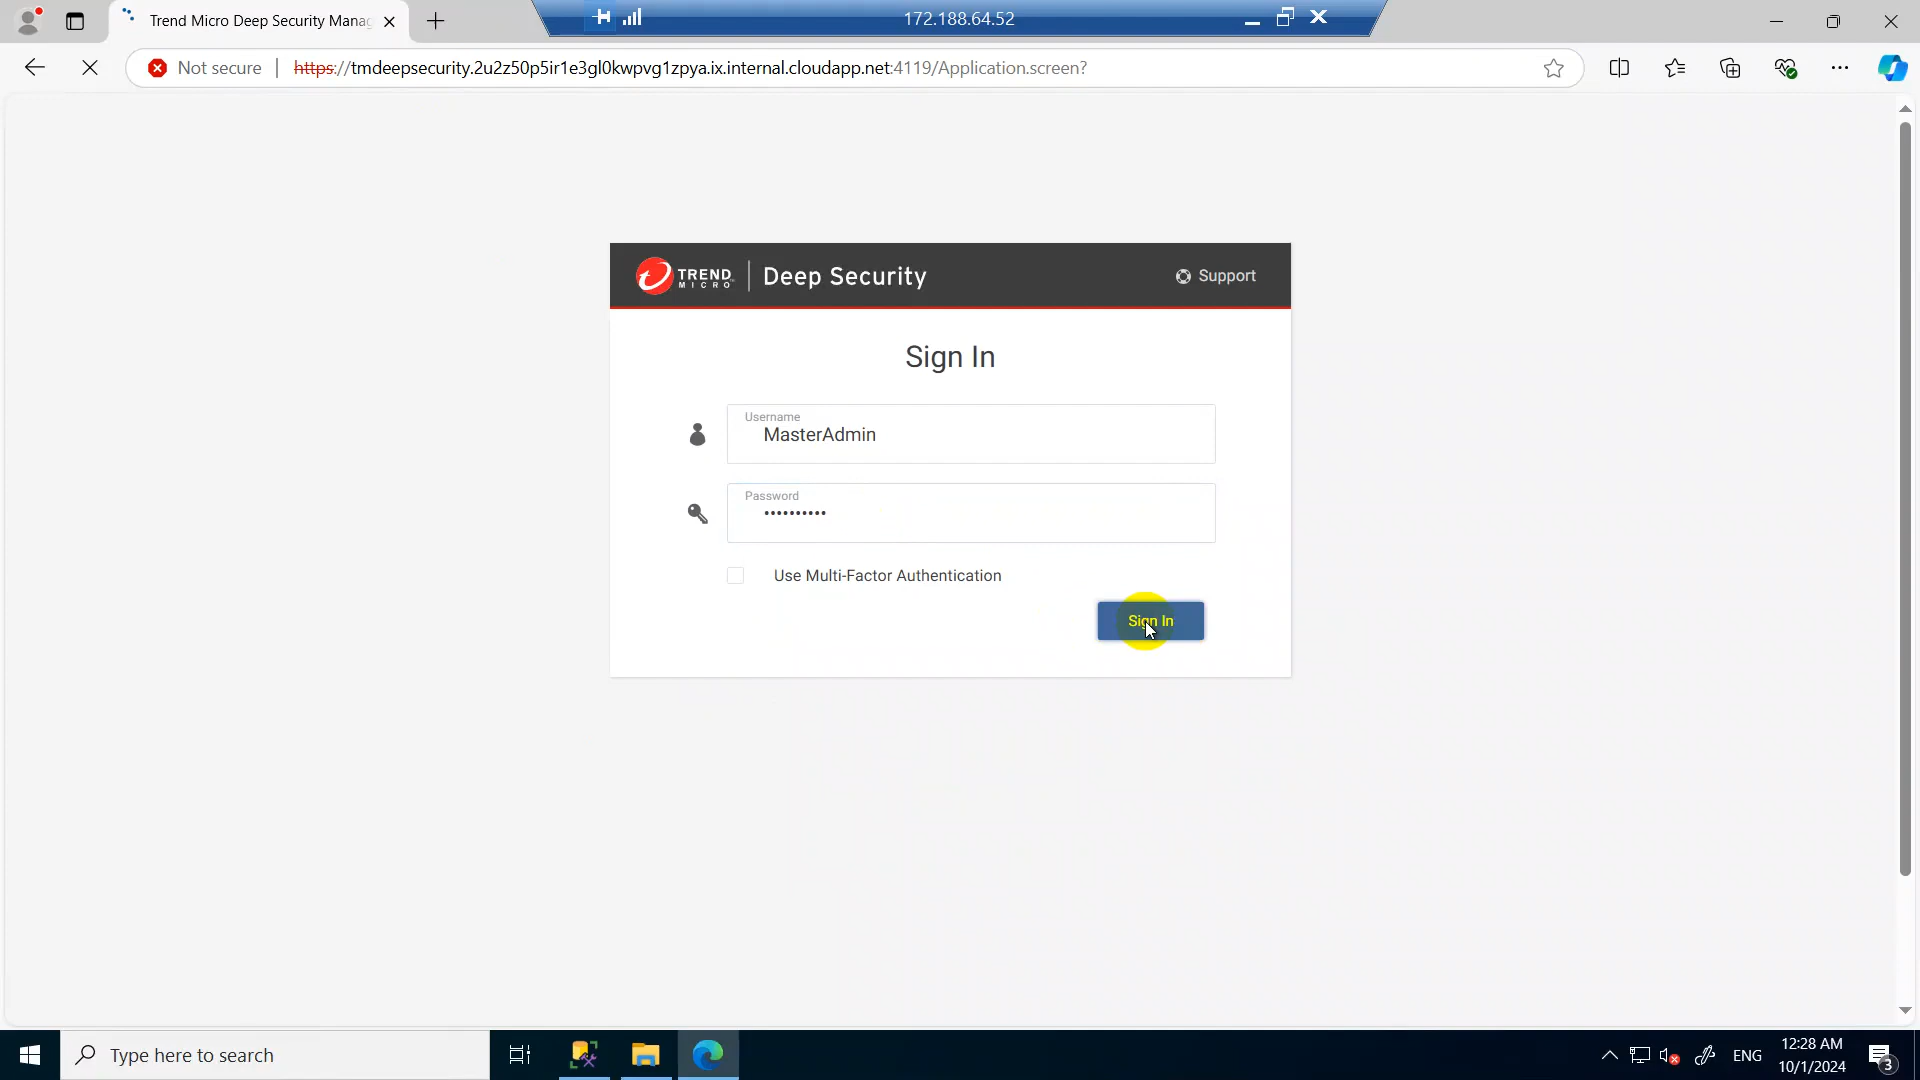 Trend Micro Deep Security Manag
172.188.64.52
Not secure
https://tmdeepsecurity.2u2z50p5ir1e3gl0kwpvg1zpya.ix.internal.cloudapp.net:4119/Application.screen?
TREND MICRO
Deep Security
Support
Sign In
Username
MasterAdmin
Password
Use Multi-Factor Authentication
Sign In
Type here to search
ENG
12:28 AM
10/1/2024
3